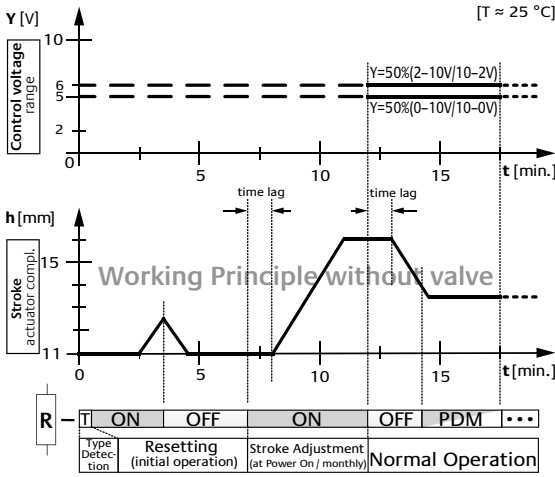 Y [V]
[T ≈ 25 °C]
Control voltage
range
10
6
5
2
0
Y=50%(2–10V/10–2V)
Y=50%(0–10V/10–0V)
5
10
15
t [min.]
time lag
time lag
h [mm]
Stroke
actuator compl.
15
11
Working Principle without valve
0
5
10
15
t [min.]
R
T ON OFF ON OFF PDM •••
Type
Detec-
tion
Resetting
(initial operation)
Stroke Adjustment
(at Power On / monthly)
Normal Operation